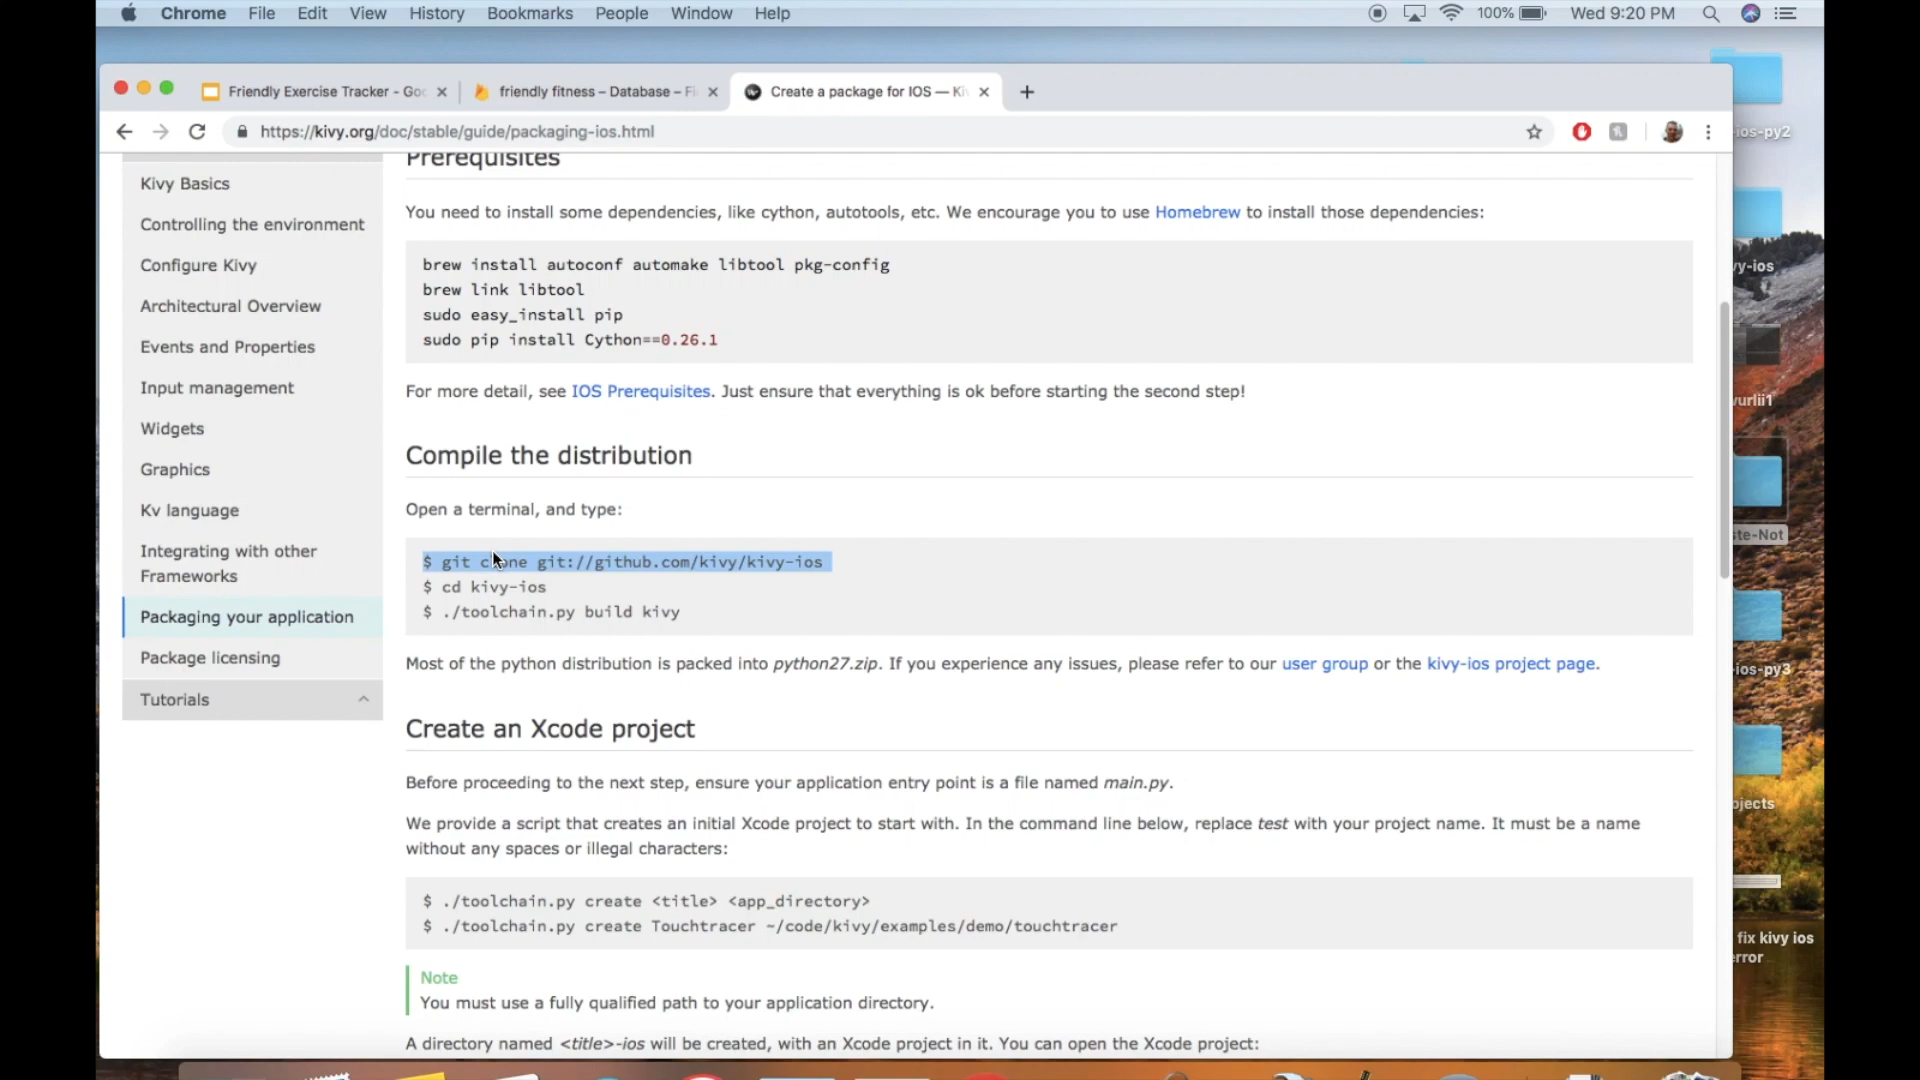 Chrome File Edit View History Bookmarks People Window Help 100% Wed 9:20 PM
Friendly Exercise Tracker - Goo
friendly fitness – Database – Fi
Create a package for IOS — Kiv
https://kivy.org/doc/stable/guide/packaging-ios.html
Kivy Basics
Controlling the environment
Configure Kivy
Architectural Overview
Events and Properties
Input management
Widgets
Graphics
Kv language
Integrating with other
Frameworks
Packaging your application
Package licensing
Tutorials
Prerequisites
You need to install some dependencies, like cython, autotools, etc. We encourage you to use Homebrew to install those dependencies:
brew install autoconf automake libtool pkg-config
brew link libtool
sudo easy_install pip
sudo pip install Cython==0.26.1
For more detail, see IOS Prerequisites. Just ensure that everything is ok before starting the second step!
Compile the distribution
Open a terminal, and type:
$ git clone git://github.com/kivy/kivy-ios
$ cd kivy-ios
$ ./toolchain.py build kivy
Most of the python distribution is packed into python27.zip. If you experience any issues, please refer to our user group or the kivy-ios project page.
Create an Xcode project
Before proceeding to the next step, ensure your application entry point is a file named main.py.
We provide a script that creates an initial Xcode project to start with. In the command line below, replace test with your project name. It must be a name
without any spaces or illegal characters:
$ ./toolchain.py create <title> <app_directory>
$ ./toolchain.py create Touchtracer ~/code/kivy/examples/demo/touchtracer
Note
You must use a fully qualified path to your application directory.
A directory named <title>-ios will be created, with an Xcode project in it. You can open the Xcode project:
-ios-py2
vy-ios
urlii1
te-Not
-ios-py3
ojects
fix kivy ios
rror